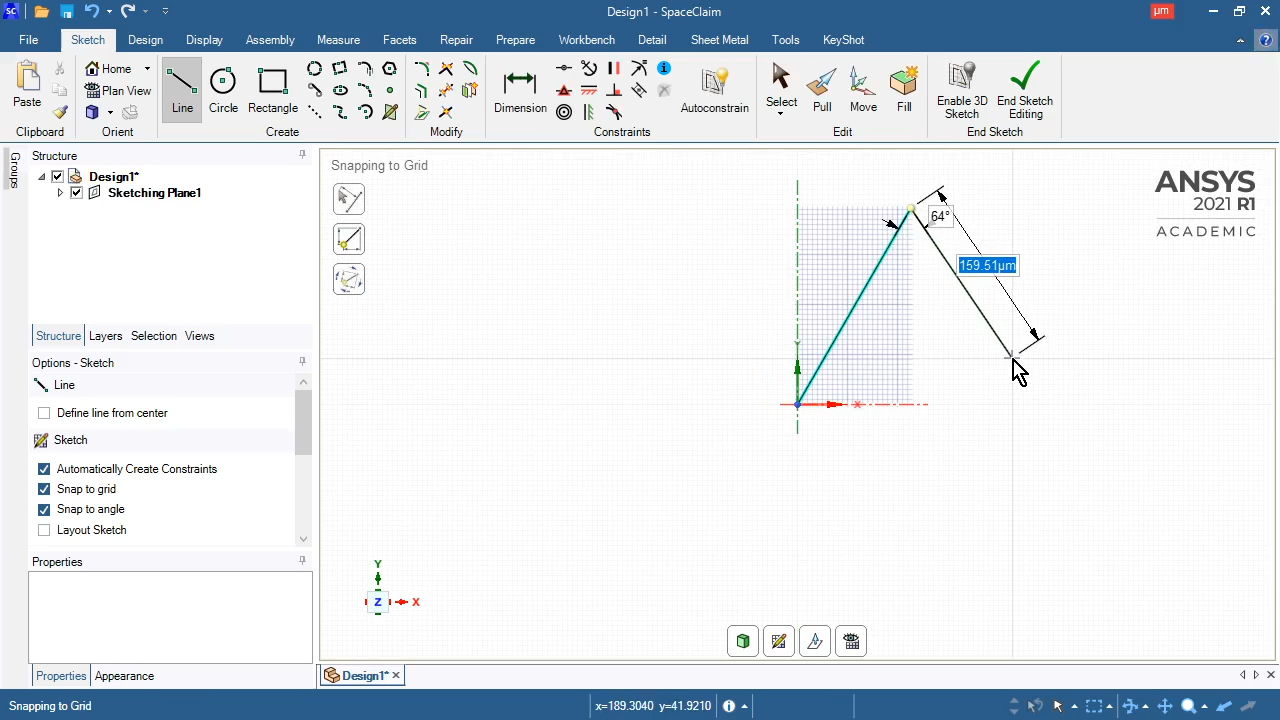 SC
Design1 - SpaceClaim
µm
File
Sketch
Design
Display
Assembly
Measure
Facets
Repair
Prepare
Workbench
Detail
Sheet Metal
Tools
KeyShot
Paste
Clipboard
Home
Plan View
Orient
Line
Circle
Rectangle
Create
Modify
Dimension
Autoconstrain
Constraints
Select
Pull
Move
Fill
Edit
Enable 3D
Sketch
End Sketch
Editing
End Sketch
Groups
Structure
Design1*
Sketching Plane1
Structure
Layers
Selection
Views
Options - Sketch
Line
Define line from center
Sketch
Automatically Create Constraints
Snap to grid
Snap to angle
Layout Sketch
Properties
Properties
Appearance
Snapping to Grid
ANSYS
2021 R1
ACADEMIC
64°
159.51µm
Y
X
Y
Z
X
Design1*
Snapping to Grid
x=189.3040 y=41.9210